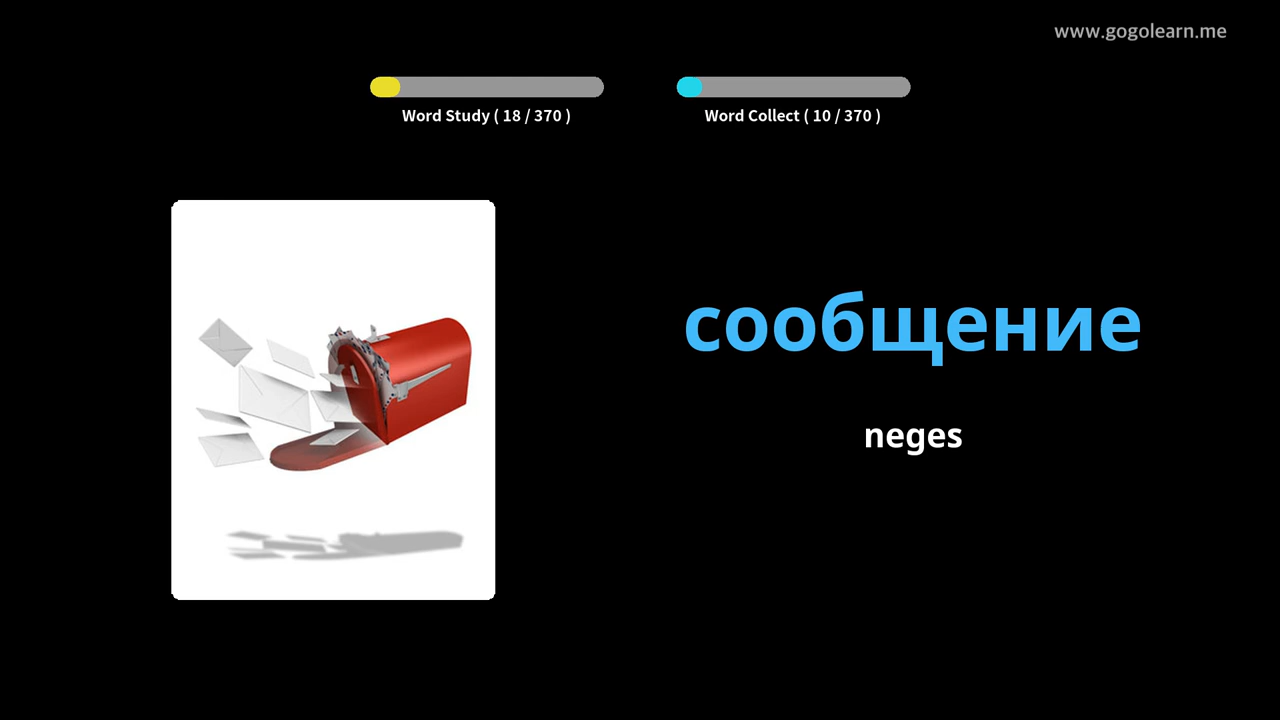 www.gogolearn.me
Word Study ( 18 / 370 )
Word Collect ( 10 / 370 )
сообщение
neges